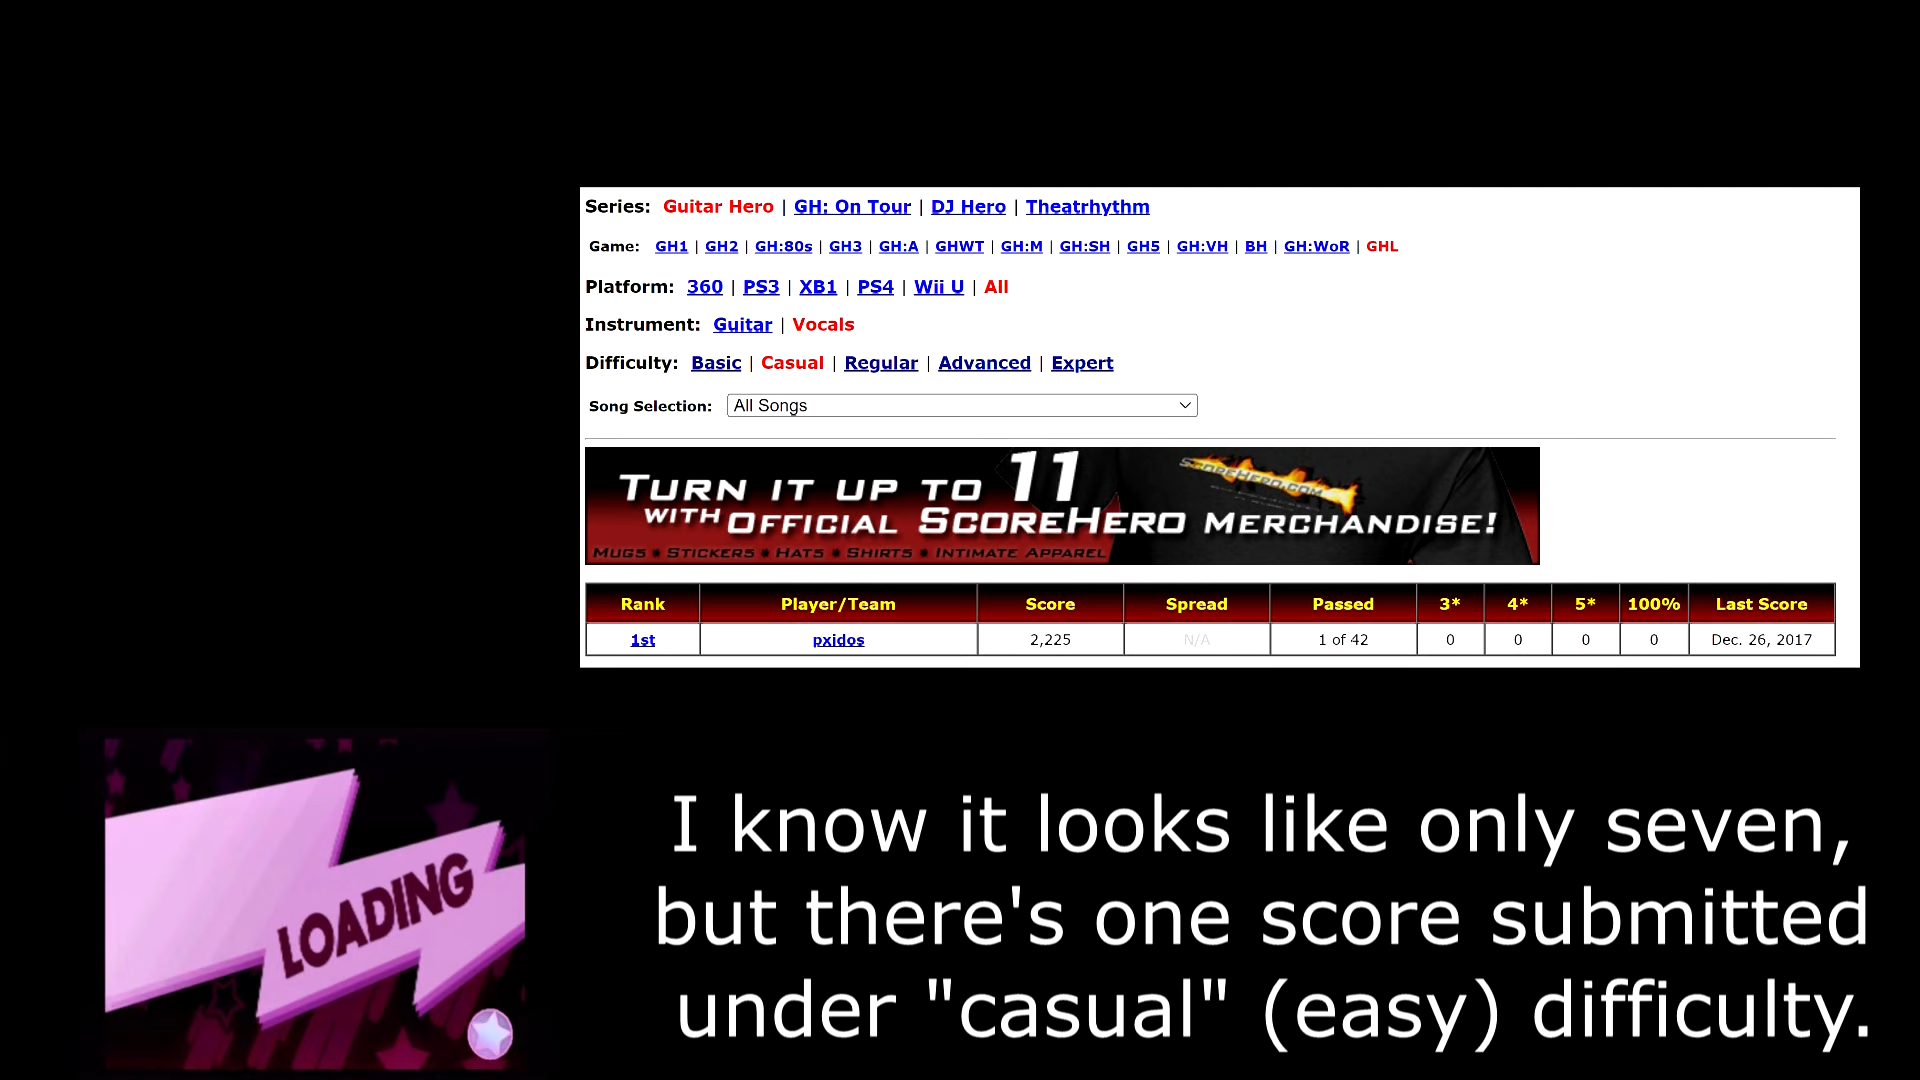 Series: Guitar Hero | GH: On Tour | DJ Hero | Theatrhythm
Game: GH1 | GH2 | GH:80s | GH3 | GH:A | GHWT | GH:M | GH:SH | GH5 | GH:VH | BH | GH:WoR | GHL
Platform: 360 | PS3 | XB1 | PS4 | Wii U | All
Instrument: Guitar | Vocals
Difficulty: Basic | Casual | Regular | Advanced | Expert
Song Selection: All Songs
Turn it up to 11
with Official ScoreHero Merchandise!
Mugs * Stickers * Hats * Shirts * Intimate Apparel
ScoreHero.com
Rank Player/Team Score Spread Passed 3* 4* 5* 100% Last Score
1st pxidos 2,225 N/A 1 of 42 0 0 0 0 Dec. 26, 2017
LOADING
I know it looks like only seven,
but there's one score submitted
under "casual" (easy) difficulty.